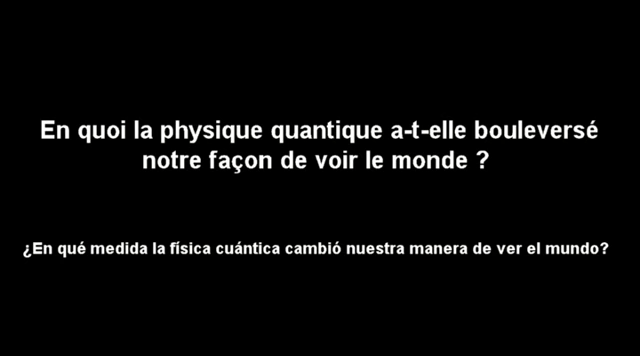 En quoi la physique quantique a-t-elle bouleversé
notre façon de voir le monde ?
¿En qué medida la física cuántica cambió nuestra manera de ver el mundo?